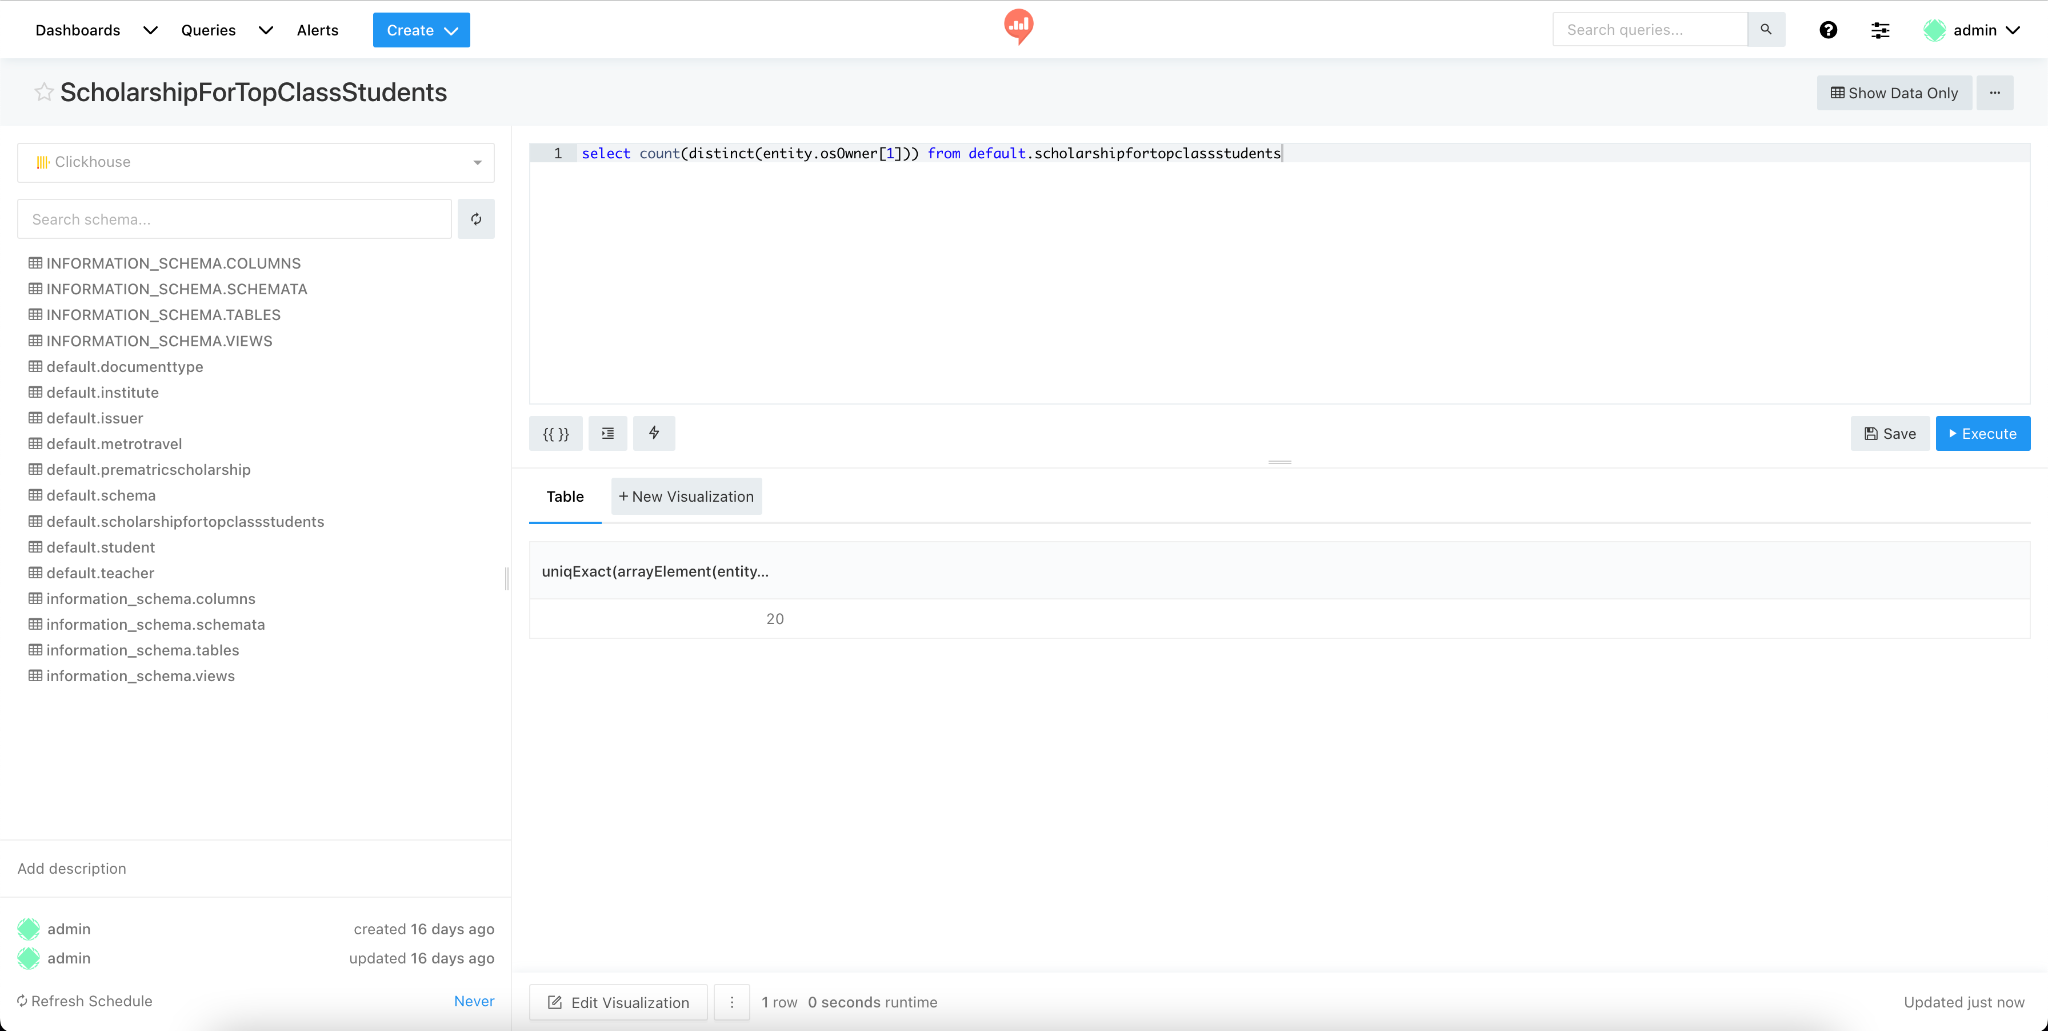 Dashboards Queries Alerts Create Search queries... admin
ScholarshipForTopClassStudents Show Data Only ...
Clickhouse
Search schema...
INFORMATION_SCHEMA.COLUMNS
INFORMATION_SCHEMA.SCHEMATA
INFORMATION_SCHEMA.TABLES
INFORMATION_SCHEMA.VIEWS
default.documenttype
default.institute
default.issuer
default.metrotravel
default.prematricscholarship
default.schema
default.scholarshipfortopclassstudents
default.student
default.teacher
information_schema.columns
information_schema.schemata
information_schema.tables
information_schema.views
Add description
admin created 16 days ago
admin updated 16 days ago
Refresh Schedule Never
1 select count(distinct(entity.osOwner[1])) from default.scholarshipfortopclassstudents
{{ }} Save Execute
Table + New Visualization
uniqExact(arrayElement(entity...
20
Edit Visualization 1 row 0 seconds runtime Updated just now